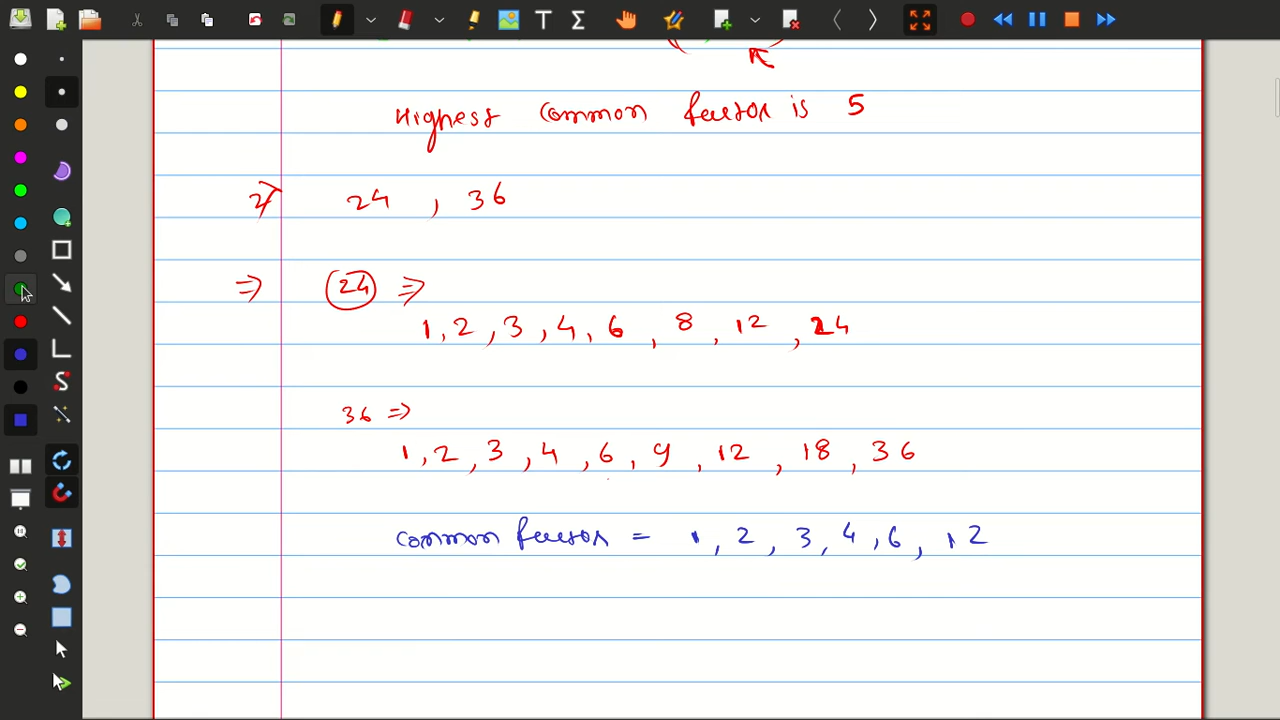 Highest common factor is 5
2) 24 , 36
⇒ 24 ⇒
1, 2, 3, 4, 6, 8, 12, 24
36 ⇒
1, 2, 3, 4, 6, 9, 12, 18, 36
common factor = 1, 2, 3, 4, 6, 12